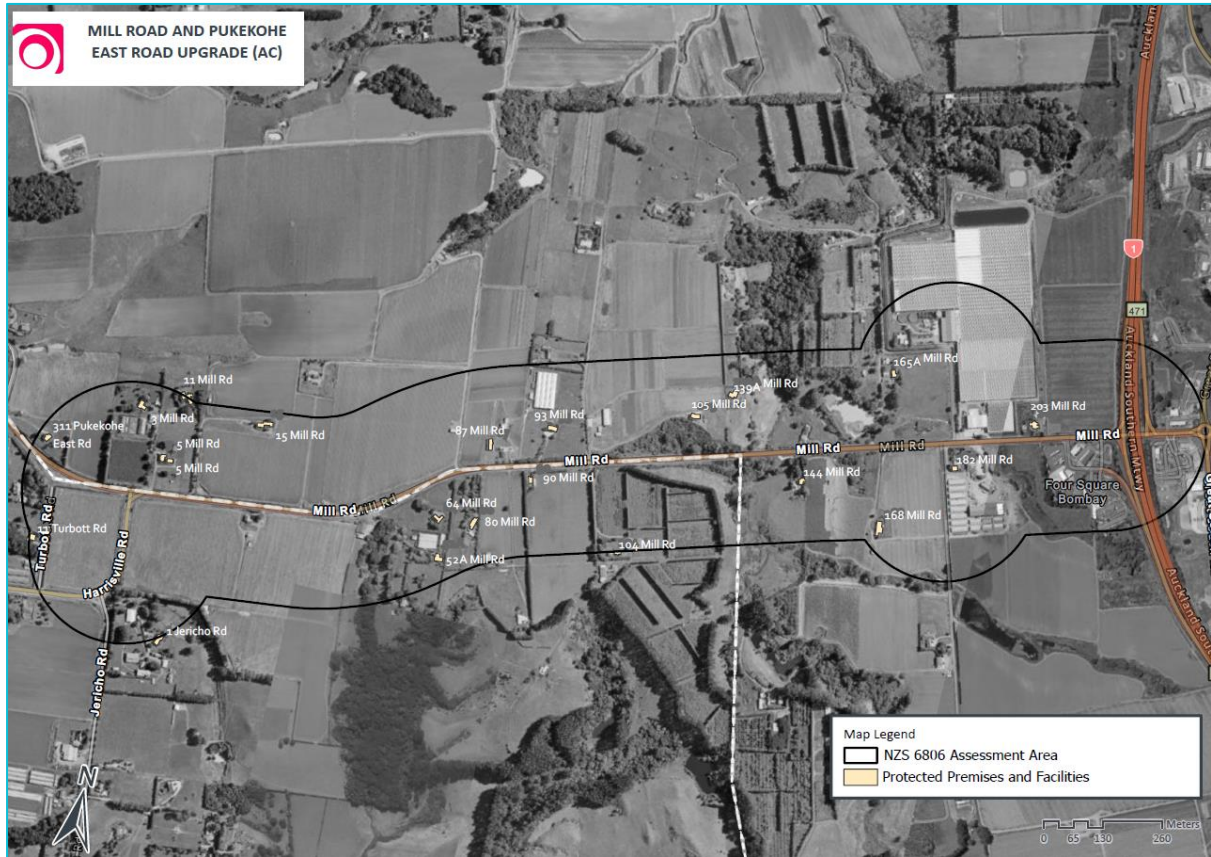 MILL ROAD AND PUKEKOHE
EAST ROAD UPGRADE (AC)
Auckland
1
471
Auckland Southern Mtwy
11 Mill Rd
3 Mill Rd
311 Pukekohe
East Rd
5 Mill Rd
5 Mill Rd
15 Mill Rd
87 Mill Rd
93 Mill Rd
105 Mill Rd
139A Mill Rd
165A Mill Rd
203 Mill Rd
Mill Rd
Mill Rd
Mill Rd
Mill Rd
Mill Rd
Mill Rd
90 Mill Rd
64 Mill Rd
80 Mill Rd
52A Mill Rd
104 Mill Rd
144 Mill Rd
168 Mill Rd
182 Mill Rd
Four Square
Bombay
Turbott Rd
Turbott Rd
Harrisville Rd
1 Jericho Rd
Jericho Rd
N
Map Legend
NZS 6806 Assessment Area
Protected Premises and Facilities
Meters
0 65 130 260